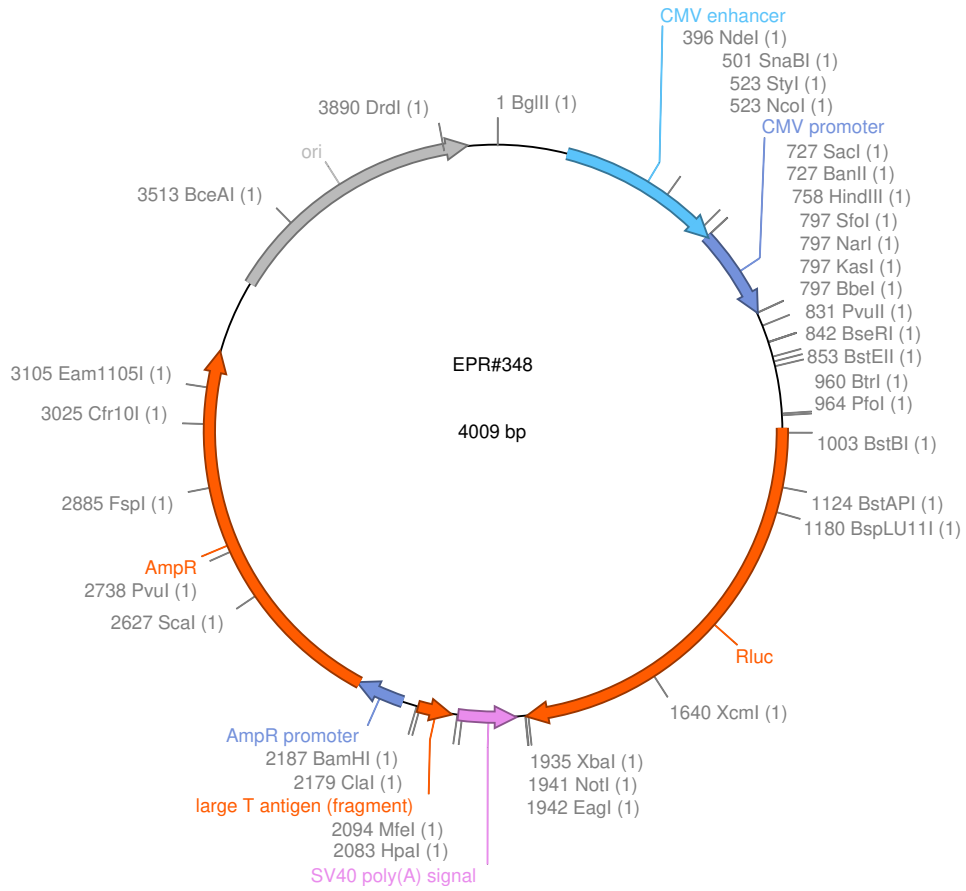 CMV enhancer
396 NdeI (1)
501 SnaBI (1)
523 StyI (1)
523 NcoI (1)
CMV promoter
727 SacI (1)
727 BanII (1)
758 HindIII (1)
797 SfoI (1)
797 NarI (1)
797 KasI (1)
797 BbeI (1)
831 PvuII (1)
842 BseRI (1)
853 BstEII (1)
960 BtrI (1)
964 PfoI (1)
1003 BstBI (1)
1124 BstAPI (1)
1180 BspLU11I (1)
Rluc
1640 XcmI (1)
1935 XbaI (1)
1941 NotI (1)
1942 EagI (1)
SV40 poly(A) signal
2083 HpaI (1)
2094 MfeI (1)
large T antigen (fragment)
2179 ClaI (1)
2187 BamHI (1)
AmpR promoter
2627 ScaI (1)
2738 PvuI (1)
AmpR
2885 FspI (1)
3025 Cfr10I (1)
3105 Eam1105I (1)
3513 BceAI (1)
ori
3890 DrdI (1)
1 BglII (1)
EPR#348
4009 bp